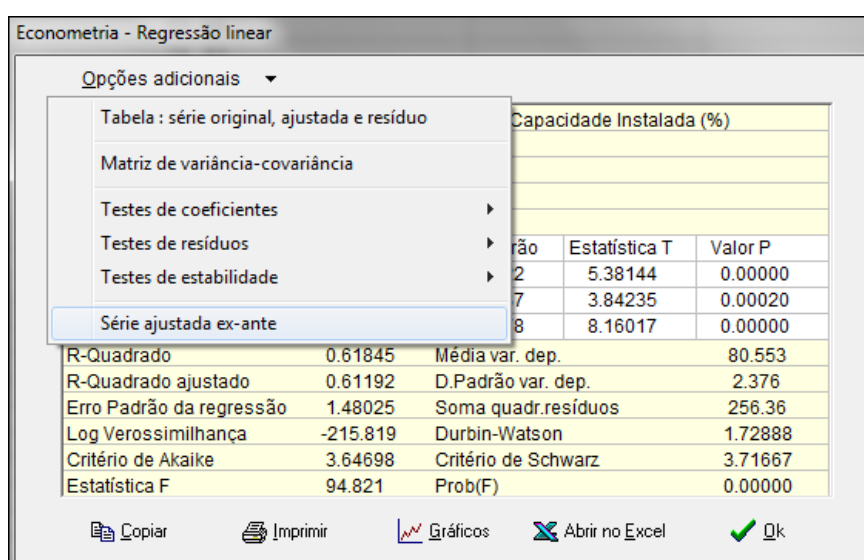 Econometria - Regressão linear
Opções adicionais
Tabela : série original, ajustada e resíduo
Capacidade Instalada (%)
Matriz de variância-covariância
Testes de coeficientes
Testes de resíduos
Estatística T Valor P
Testes de estabilidade
5.38144 0.00000
3.84235 0.00020
Série ajustada ex-ante
8.16017 0.00000
R-Quadrado 0.61845 Média var. dep. 80.553
R-Quadrado ajustado 0.61192 D.Padrão var. dep. 2.376
Erro Padrão da regressão 1.48025 Soma quadr.resíduos 256.36
Log Verossimilhança -215.819 Durbin-Watson 1.72888
Critério de Akaike 3.64698 Critério de Schwarz 3.71667
Estatística F 94.821 Prob(F) 0.00000
Copiar Imprimir Gráficos Abrir no Excel Ok